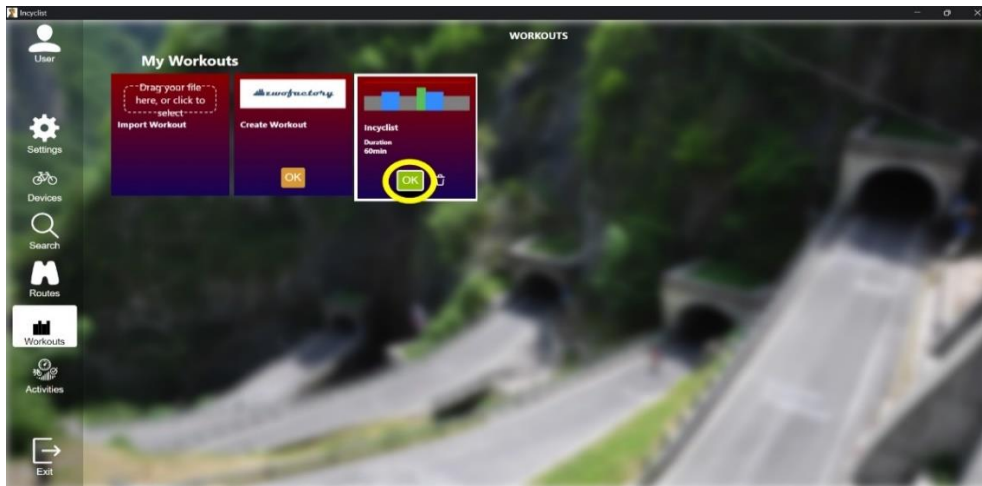 Incyclist
WORKOUTS
User
Settings
Devices
Search
Routes
Workouts
Activities
Exit
My Workouts
Drag your file
here, or click to
select
Import Workout
zwofactory
Create Workout
OK
Incyclist
Duration
60min
OK